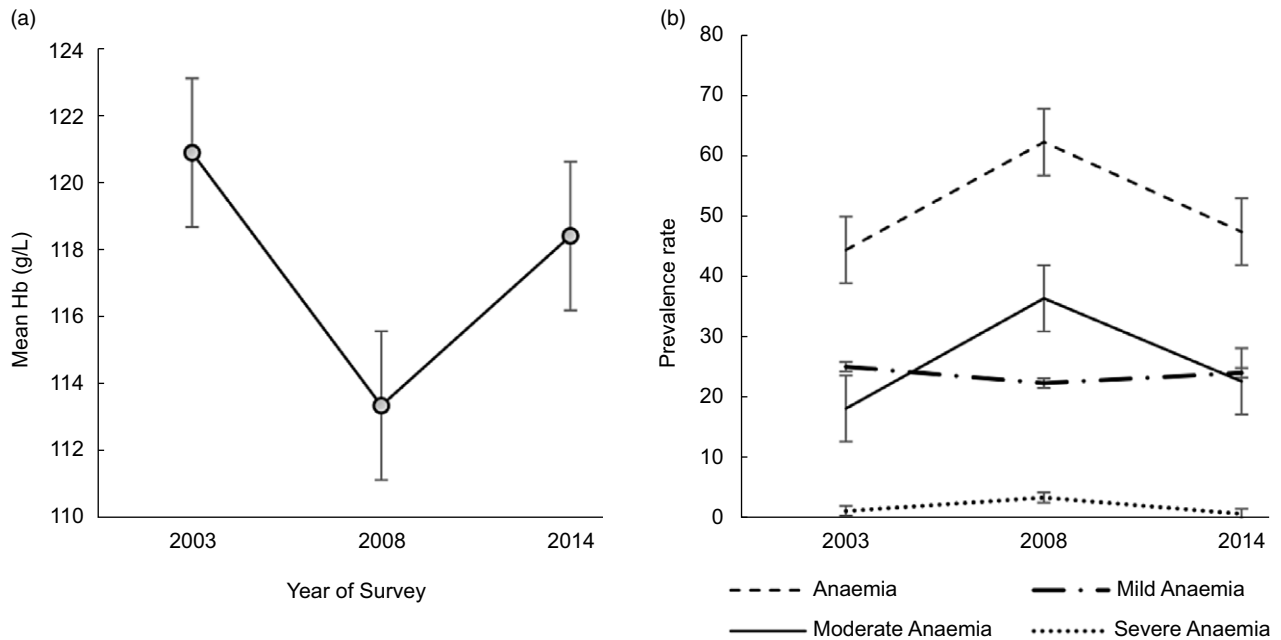 (a)
124
122
120
118
116
114
112
110
Mean Hb (g/L)
2003 2008 2014
Year of Survey
(b)
80
70
60
50
40
30
20
10
0
Prevalence rate
2003 2008 2014
Anaemia Mild Anaemia
Moderate Anaemia Severe Anaemia